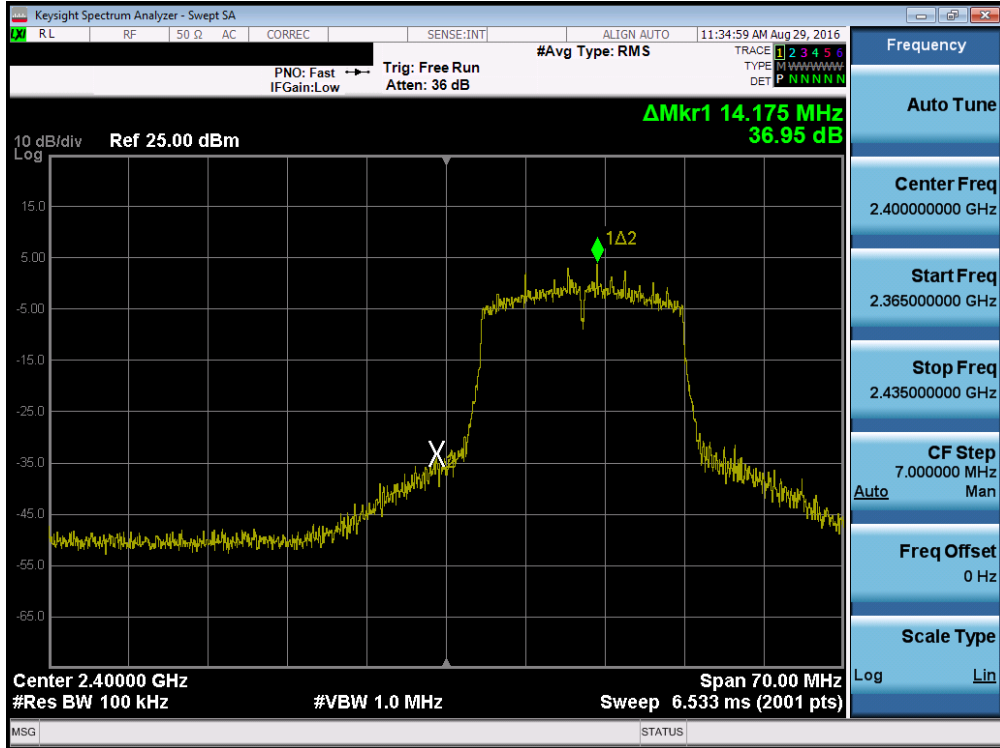 Keysight Spectrum Analyzer - Swept SA
LXI RL RF 50 Ω AC CORREC SENSE:INT ALIGN AUTO 11:34:59 AM Aug 29, 2016
PNO: Fast
IFGain:Low
Trig: Free Run
Atten: 36 dB
#Avg Type: RMS
TRACE 1 2 3 4 5 6
TYPE M WWWWW
DET P N N N N N
ΔMkr1 14.175 MHz
36.95 dB
10 dB/div Ref 25.00 dBm
Log
15.0
5.00
-5.00
-15.0
-25.0
-35.0
-45.0
-55.0
-65.0
1Δ2
X
Center 2.40000 GHz
Span 70.00 MHz
#Res BW 100 kHz
#VBW 1.0 MHz
Sweep 6.533 ms (2001 pts)
MSG
STATUS
Frequency
Auto Tune
Center Freq
2.400000000 GHz
Start Freq
2.365000000 GHz
Stop Freq
2.435000000 GHz
CF Step
7.000000 MHz
Auto Man
Freq Offset
0 Hz
Scale Type
Log Lin